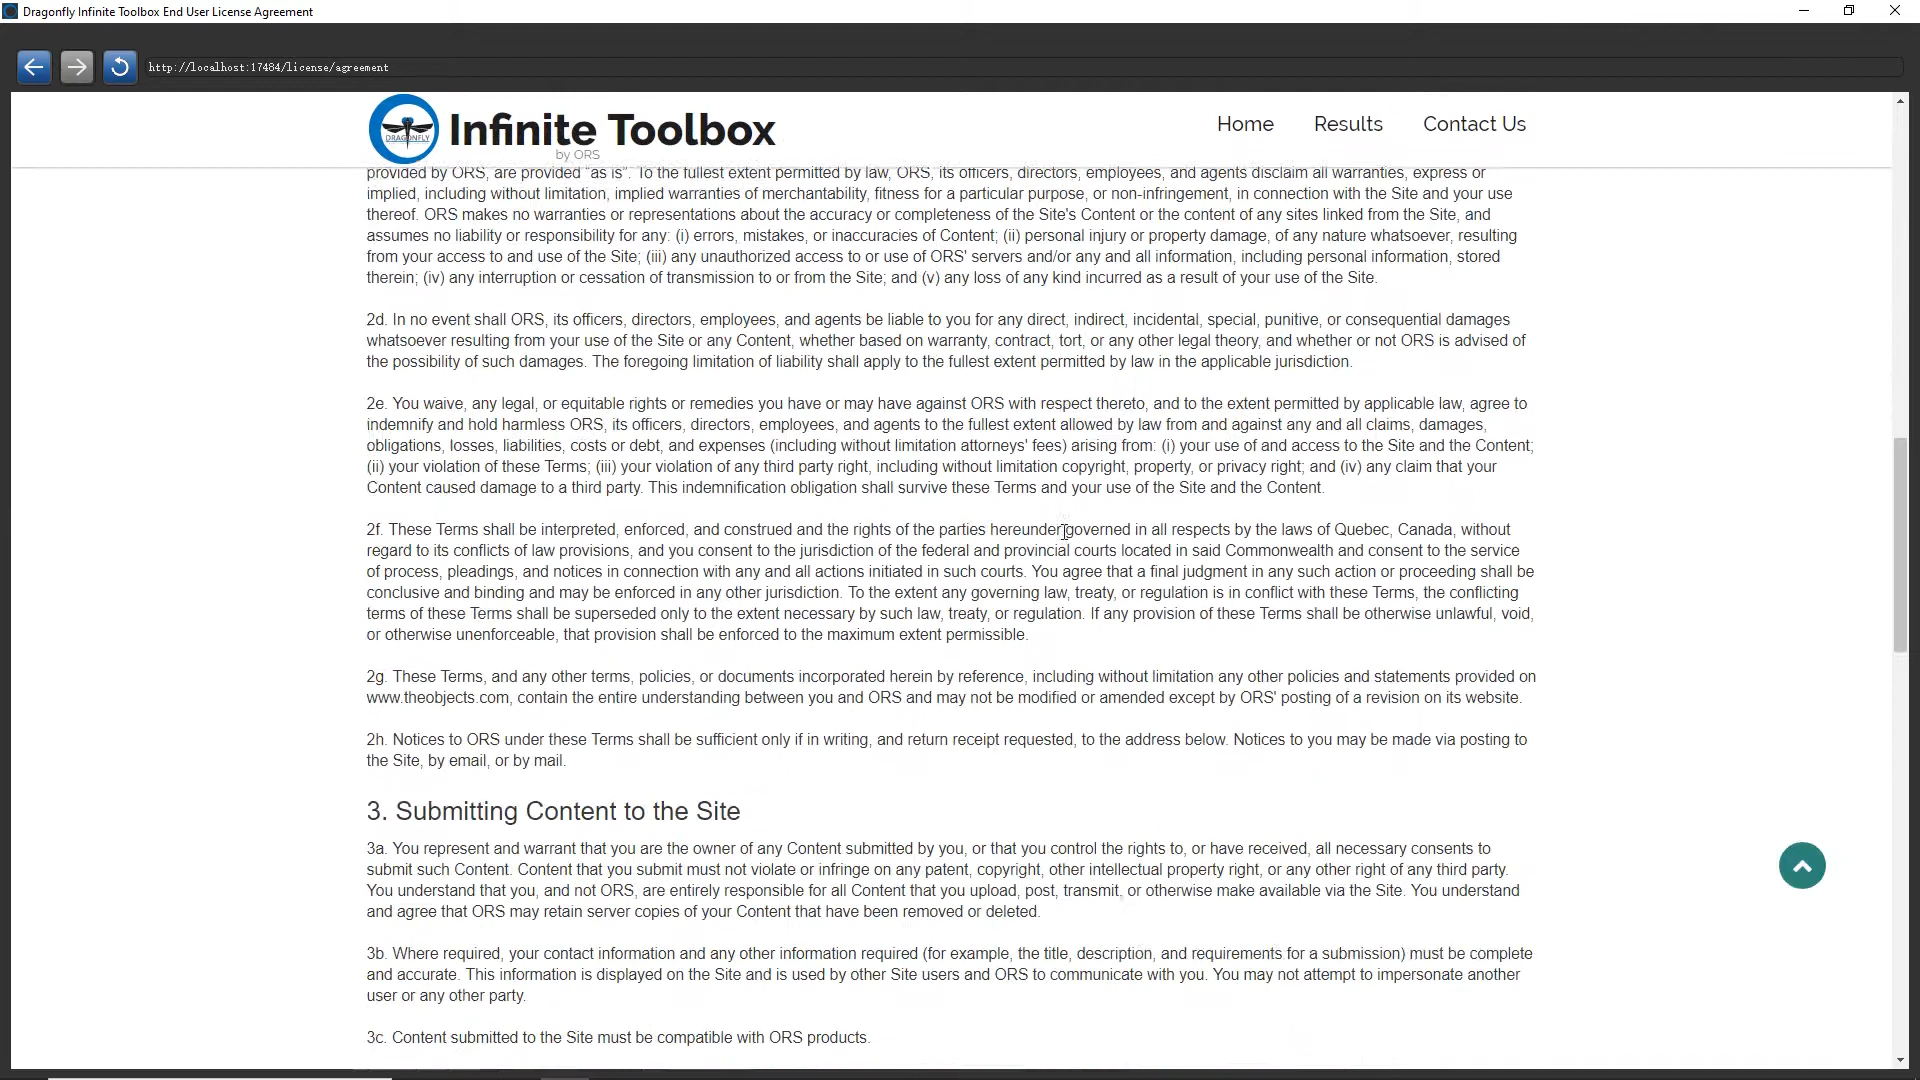 Dragonfly Infinite Toolbox End User License Agreement
http://localhost:17484/license/agreement
DRAGONFLY
Infinite Toolbox
by ORS
Home
Results
Contact Us
provided by ORS, are provided "as is". To the fullest extent permitted by law, ORS, its officers, directors, employees, and agents disclaim all warranties, express or
implied, including without limitation, implied warranties of merchantability, fitness for a particular purpose, or non-infringement, in connection with the Site and your use
thereof. ORS makes no warranties or representations about the accuracy or completeness of the Site's Content or the content of any sites linked from the Site, and
assumes no liability or responsibility for any: (i) errors, mistakes, or inaccuracies of Content; (ii) personal injury or property damage, of any nature whatsoever, resulting
from your access to and use of the Site; (iii) any unauthorized access to or use of ORS' servers and/or any and all information, including personal information, stored
therein; (iv) any interruption or cessation of transmission to or from the Site; and (v) any loss of any kind incurred as a result of your use of the Site.
2d. In no event shall ORS, its officers, directors, employees, and agents be liable to you for any direct, indirect, incidental, special, punitive, or consequential damages
whatsoever resulting from your use of the Site or any Content, whether based on warranty, contract, tort, or any other legal theory, and whether or not ORS is advised of
the possibility of such damages. The foregoing limitation of liability shall apply to the fullest extent permitted by law in the applicable jurisdiction.
2e. You waive, any legal, or equitable rights or remedies you have or may have against ORS with respect thereto, and to the extent permitted by applicable law, agree to
indemnify and hold harmless ORS, its officers, directors, employees, and agents to the fullest extent allowed by law from and against any and all claims, damages,
obligations, losses, liabilities, costs or debt, and expenses (including without limitation attorneys' fees) arising from: (i) your use of and access to the Site and the Content;
(ii) your violation of these Terms; (iii) your violation of any third party right, including without limitation copyright, property, or privacy right; and (iv) any claim that your
Content caused damage to a third party. This indemnification obligation shall survive these Terms and your use of the Site and the Content.
2f. These Terms shall be interpreted, enforced, and construed and the rights of the parties hereunder governed in all respects by the laws of Quebec, Canada, without
regard to its conflicts of law provisions, and you consent to the jurisdiction of the federal and provincial courts located in said Commonwealth and consent to the service
of process, pleadings, and notices in connection with any and all actions initiated in such courts. You agree that a final judgment in any such action or proceeding shall be
conclusive and binding and may be enforced in any other jurisdiction. To the extent any governing law, treaty, or regulation is in conflict with these Terms, the conflicting
terms of these Terms shall be superseded only to the extent necessary by such law, treaty, or regulation. If any provision of these Terms shall be otherwise unlawful, void,
or otherwise unenforceable, that provision shall be enforced to the maximum extent permissible.
2g. These Terms, and any other terms, policies, or documents incorporated herein by reference, including without limitation any other policies and statements provided on
www.theobjects.com, contain the entire understanding between you and ORS and may not be modified or amended except by ORS' posting of a revision on its website.
2h. Notices to ORS under these Terms shall be sufficient only if in writing, and return receipt requested, to the address below. Notices to you may be made via posting to
the Site, by email, or by mail.
3. Submitting Content to the Site
3a. You represent and warrant that you are the owner of any Content submitted by you, or that you control the rights to, or have received, all necessary consents to
submit such Content. Content that you submit must not violate or infringe on any patent, copyright, other intellectual property right, or any other right of any third party.
You understand that you, and not ORS, are entirely responsible for all Content that you upload, post, transmit, or otherwise make available via the Site. You understand
and agree that ORS may retain server copies of your Content that have been removed or deleted.
3b. Where required, your contact information and any other information required (for example, the title, description, and requirements for a submission) must be complete
and accurate. This information is displayed on the Site and is used by other Site users and ORS to communicate with you. You may not attempt to impersonate another
user or any other party.
3c. Content submitted to the Site must be compatible with ORS products.